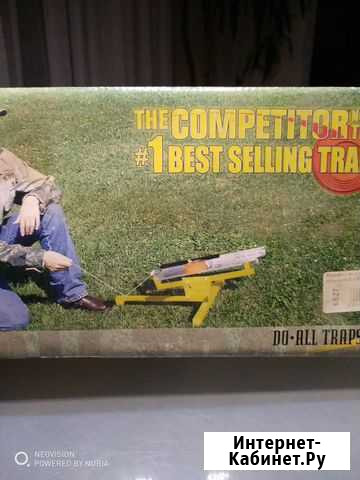 THE COMPETITOR
#1 BEST SELLING TRA
DO·ALL TRAPS
NEOVISION
POWERED BY NUBIA
Интернет-
Кабинет.Ру